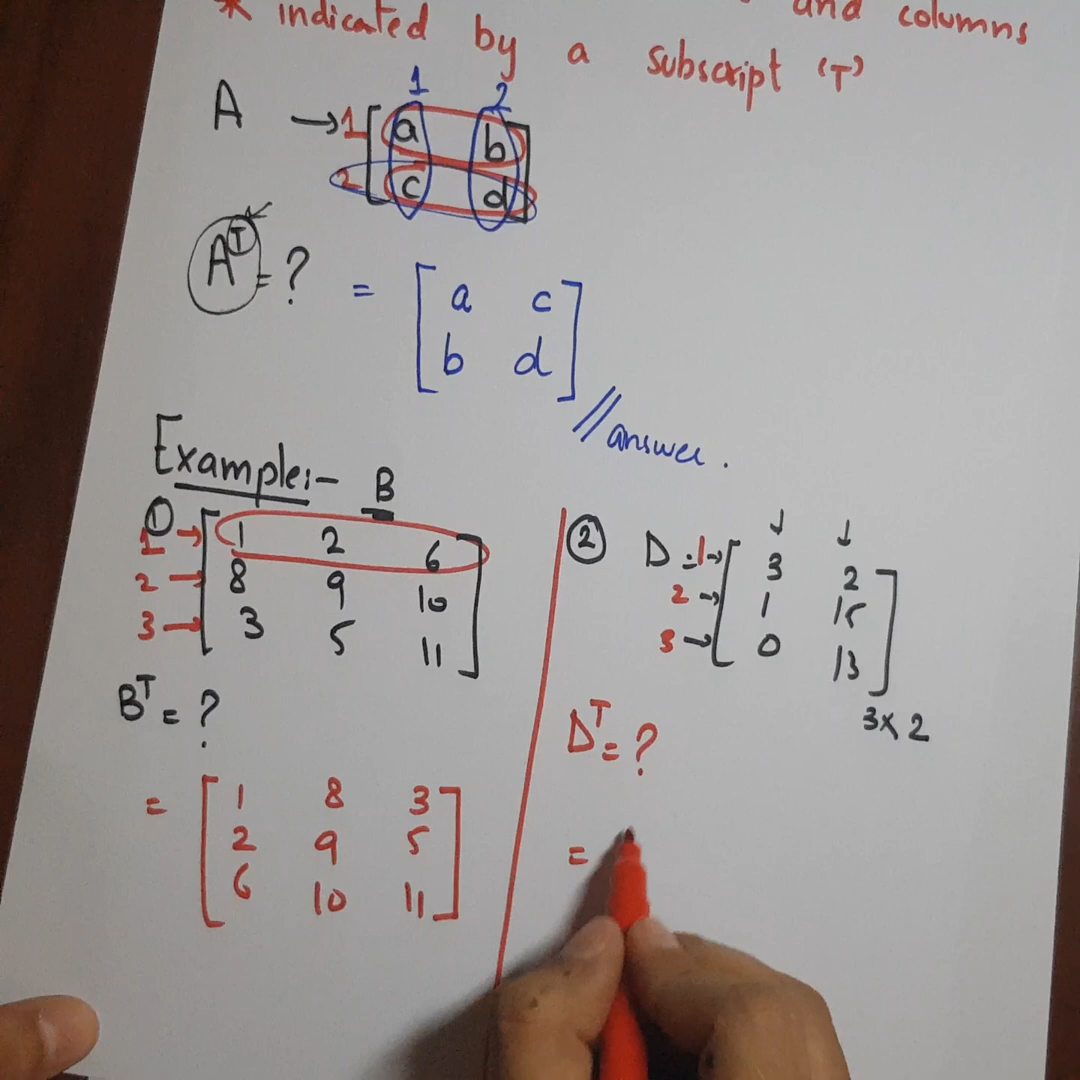 and columns
* indicated by a subscript 'T'
1 2
A → 1 [ a b
2 c d ]
A^T = ? = [ a c
b d ]
// answer.
Example:- B
① 1 → [ 1 2 6
2 → 8 9 10
3 → 3 5 11 ]
B^T = ?
= [ 1 8 3
2 9 5
6 10 11 ]
② D = 1 → [ 3 2
2 → 1 15
3 → 0 13 ]
3 x 2
D^T = ?
=